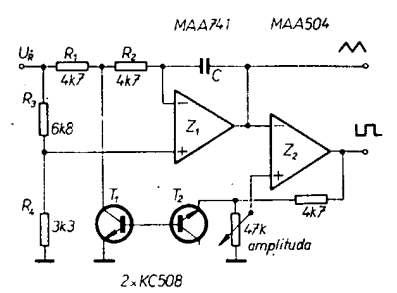 MAA741 MAA504
UR R1 R2
4k7 4k7 C
R3
6k8
Z1
Z2
R4
3k3
T1 T2
4k7
47k
amplituda
2×KC508